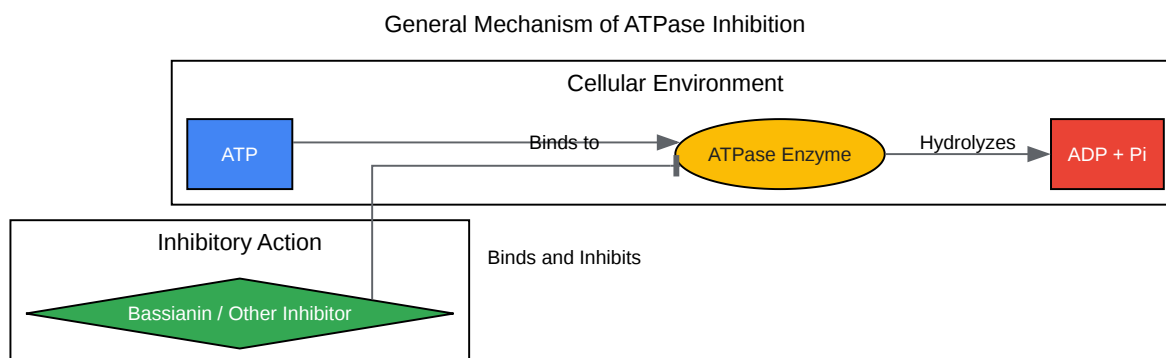 General Mechanism of ATPase Inhibition
Cellular Environment
ATP
Binds to
ATPase Enzyme
Hydrolyzes
ADP + Pi
Inhibitory Action
Binds and Inhibits
Bassianin / Other Inhibitor